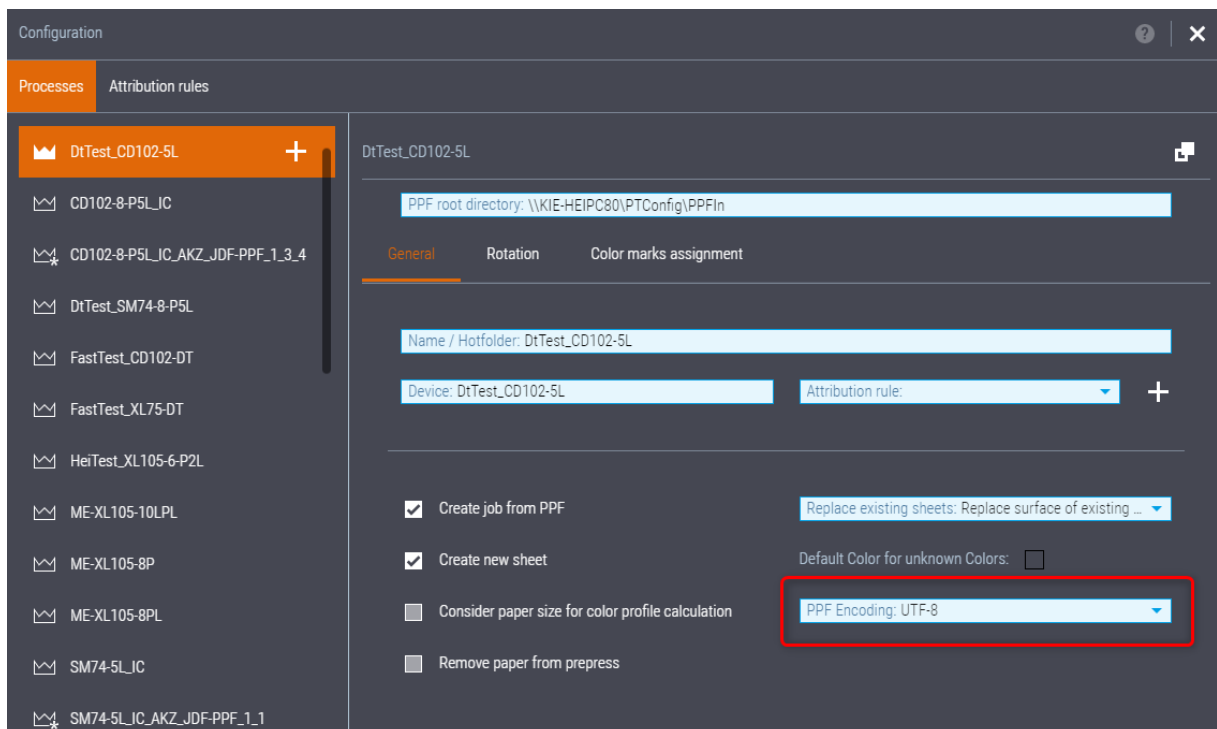 Configuration
Processes Attribution rules
DtTest_CD102-5L
CD102-8-P5L_IC
CD102-8-P5L_IC_AKZ_JDF-PPF_1_3_4
DtTest_SM74-8-P5L
FastTest_CD102-DT
FastTest_XL75-DT
HeiTest_XL105-6-P2L
ME-XL105-10LPL
ME-XL105-8P
ME-XL105-8PL
SM74-5L_IC
SM74-5L_IC_AKZ_JDF-PPF_1_1
DtTest_CD102-5L
PPF root directory: \\KIE-HEIPC80\PTConfig\PPFIn
General Rotation Color marks assignment
Name / Hotfolder: DtTest_CD102-5L
Device: DtTest_CD102-5L Attribution rule:
Create job from PPF Replace existing sheets: Replace surface of existing ...
Create new sheet Default Color for unknown Colors:
Consider paper size for color profile calculation PPF Encoding: UTF-8
Remove paper from prepress